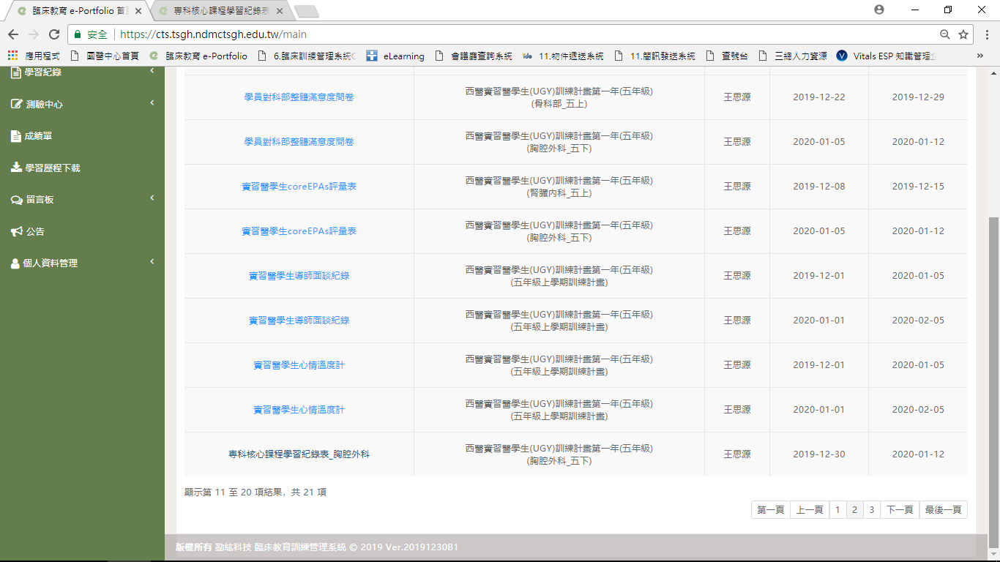 臨床教育 e-Portfolio 首頁
專科核心課程學習紀錄表
安全 https://cts.tsgh.ndmctsgh.edu.tw/main
應用程式 國醫中心首頁 臨床教育 e-Portfolio 6.臨床訓練管理系統 eLearning 會議廳查詢系統 11.物件遞送系統 11.簡訊發送系統 查號台 三總人力資源 Vitals ESP 知識管理
學習紀錄
測驗中心
成績單
學習歷程下載
留言板
公告
個人資料管理
學員對科部整體滿意度問卷 西醫實習醫學生(UGY)訓練計畫第一年(五年級) 王思源 2019-12-22 2019-12-29
(骨科部_五上)
學員對科部整體滿意度問卷 西醫實習醫學生(UGY)訓練計畫第一年(五年級) 王思源 2020-01-05 2020-01-12
(胸腔外科_五下)
實習醫學生coreEPAs評量表 西醫實習醫學生(UGY)訓練計畫第一年(五年級) 王思源 2019-12-08 2019-12-15
(腎臟內科_五上)
實習醫學生coreEPAs評量表 西醫實習醫學生(UGY)訓練計畫第一年(五年級) 王思源 2020-01-05 2020-01-12
(胸腔外科_五下)
實習醫學生導師面談紀錄 西醫實習醫學生(UGY)訓練計畫第一年(五年級) 王思源 2019-12-01 2020-01-05
(五年級上學期訓練計畫)
實習醫學生導師面談紀錄 西醫實習醫學生(UGY)訓練計畫第一年(五年級) 王思源 2020-01-01 2020-02-05
(五年級上學期訓練計畫)
實習醫學生心情溫度計 西醫實習醫學生(UGY)訓練計畫第一年(五年級) 王思源 2019-12-01 2020-01-05
(五年級上學期訓練計畫)
實習醫學生心情溫度計 西醫實習醫學生(UGY)訓練計畫第一年(五年級) 王思源 2020-01-01 2020-02-05
(五年級上學期訓練計畫)
專科核心課程學習紀錄表_胸腔外科 西醫實習醫學生(UGY)訓練計畫第一年(五年級) 王思源 2019-12-30 2020-01-12
(胸腔外科_五下)
顯示第 11 至 20 項結果，共 21 項
第一頁 上一頁 1 2 3 下一頁 最後一頁
版權所有 勤紘科技 臨床教育訓練管理系統 © 2019 Ver.20191230B1